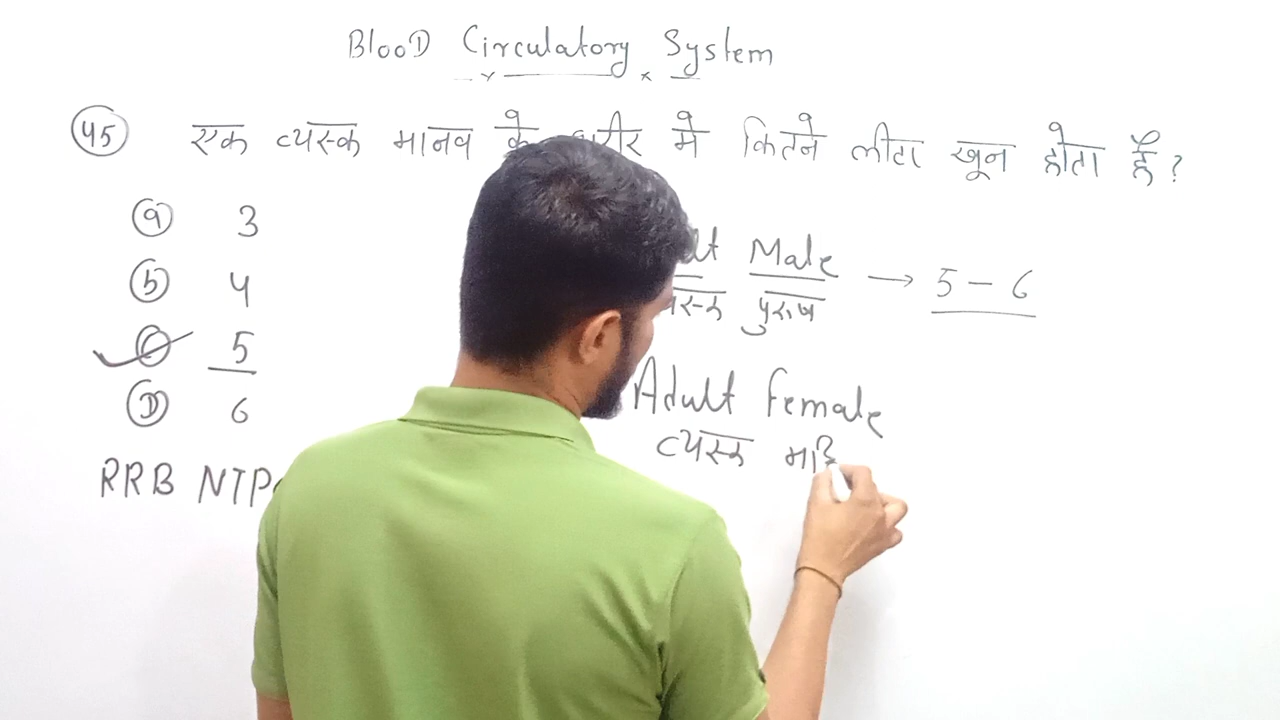 BlooD Circulatory System
45 एक व्यस्क मानव के शरीर मे कितने लीटर खून होता है ?
a 3
b 4
C 5
D 6
RRB NTP
Male → 5 - 6
पुरुष
Adult Female
व्यस्क महि